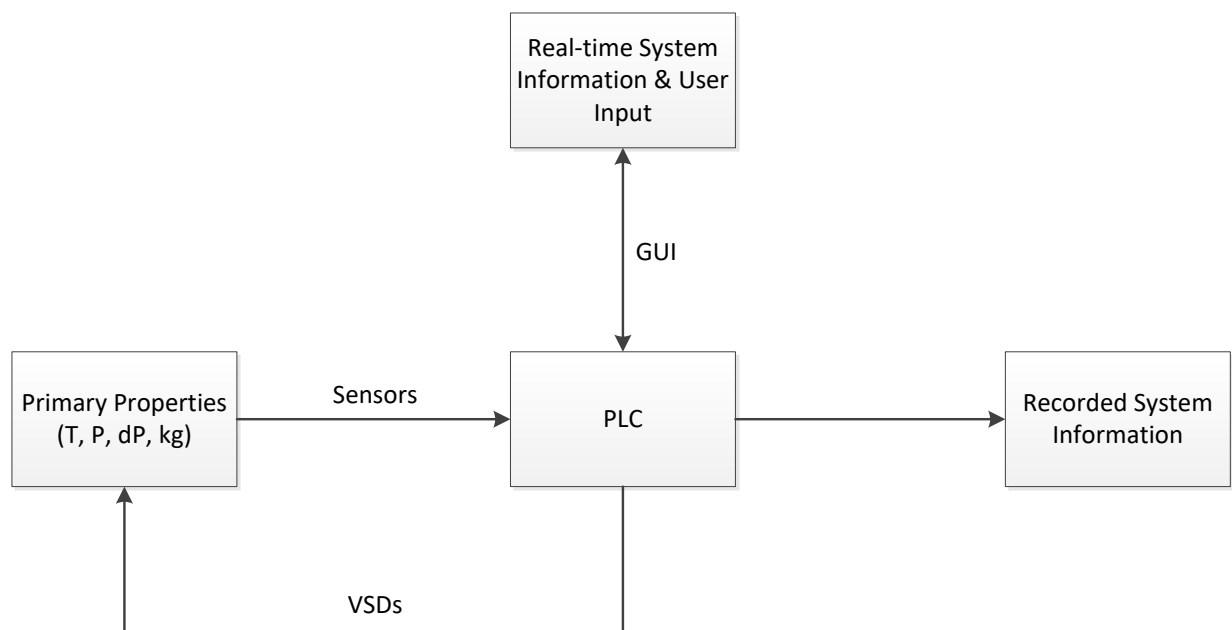 Real-time System
Information & User
Input
GUI
Primary Properties
(T, P, dP, kg)
Sensors
PLC
Recorded System
Information
VSDs